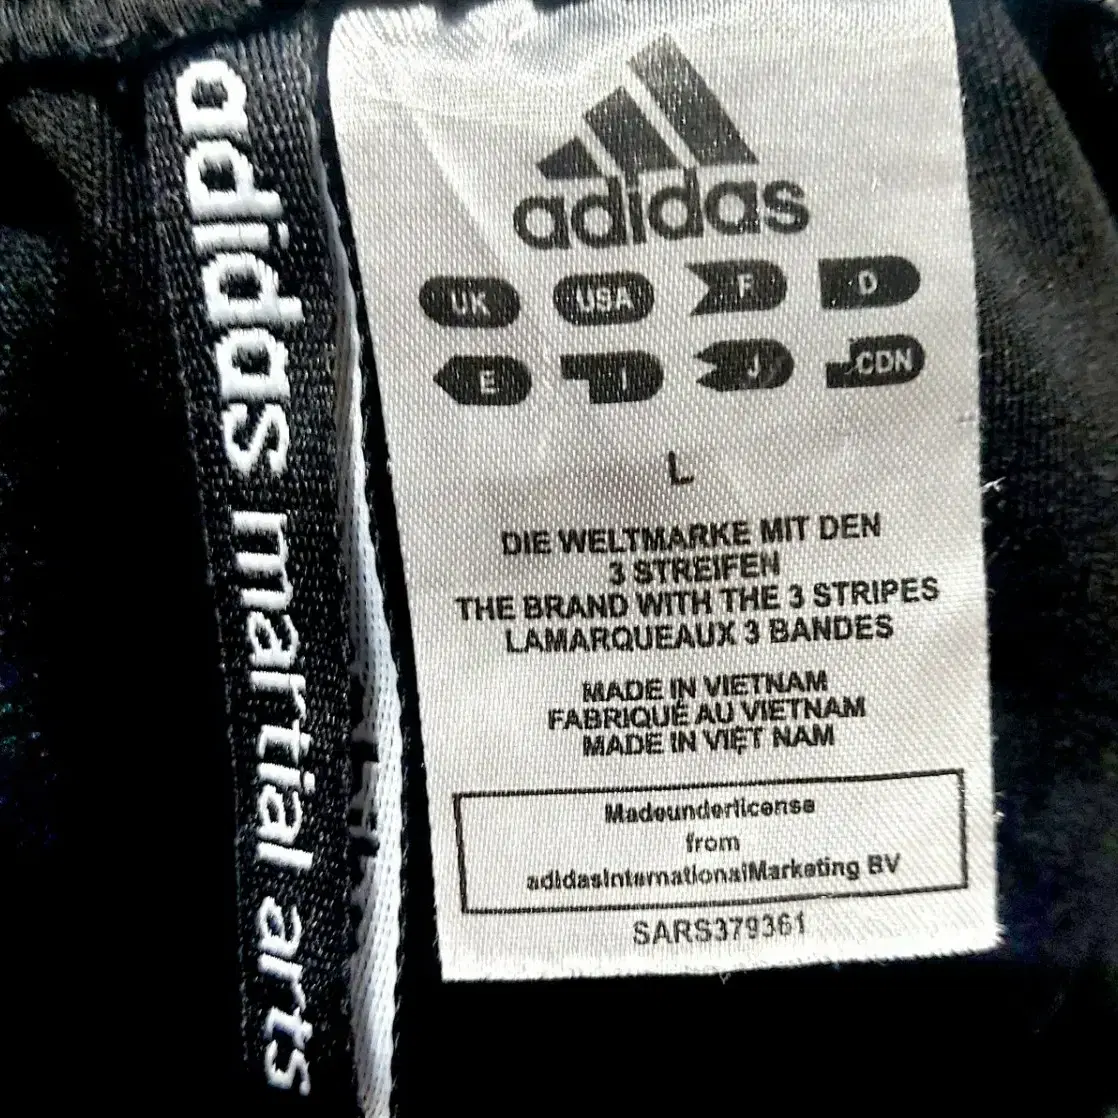 adidas martial arts
adidas
UK USA F D
E I J CDN
L
DIE WELTMARKE MIT DEN
3 STREIFEN
THE BRAND WITH THE 3 STRIPES
LAMARQUEAUX 3 BANDES
MADE IN VIETNAM
FABRIQUÉ AU VIETNAM
MADE IN VIỆT NAM
Madeunderlicense
from
adidasInternationalMarketing BV
SARS379361